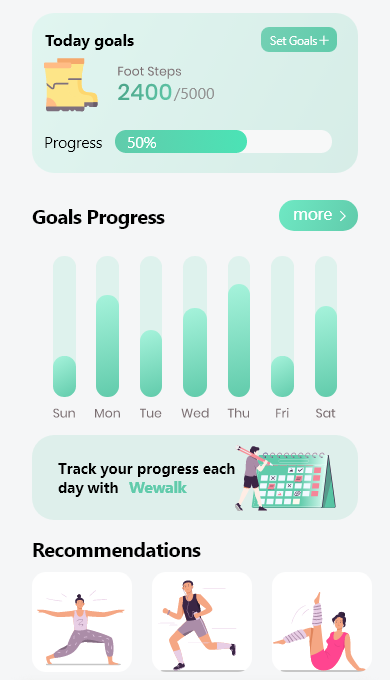 Today goals
Set Goals+
Foot Steps
2400/5000
Progress 50%
Goals Progress
more >
Sun Mon Tue Wed Thu Fri Sat
Track your progress each
day with Wewalk
Recommendations